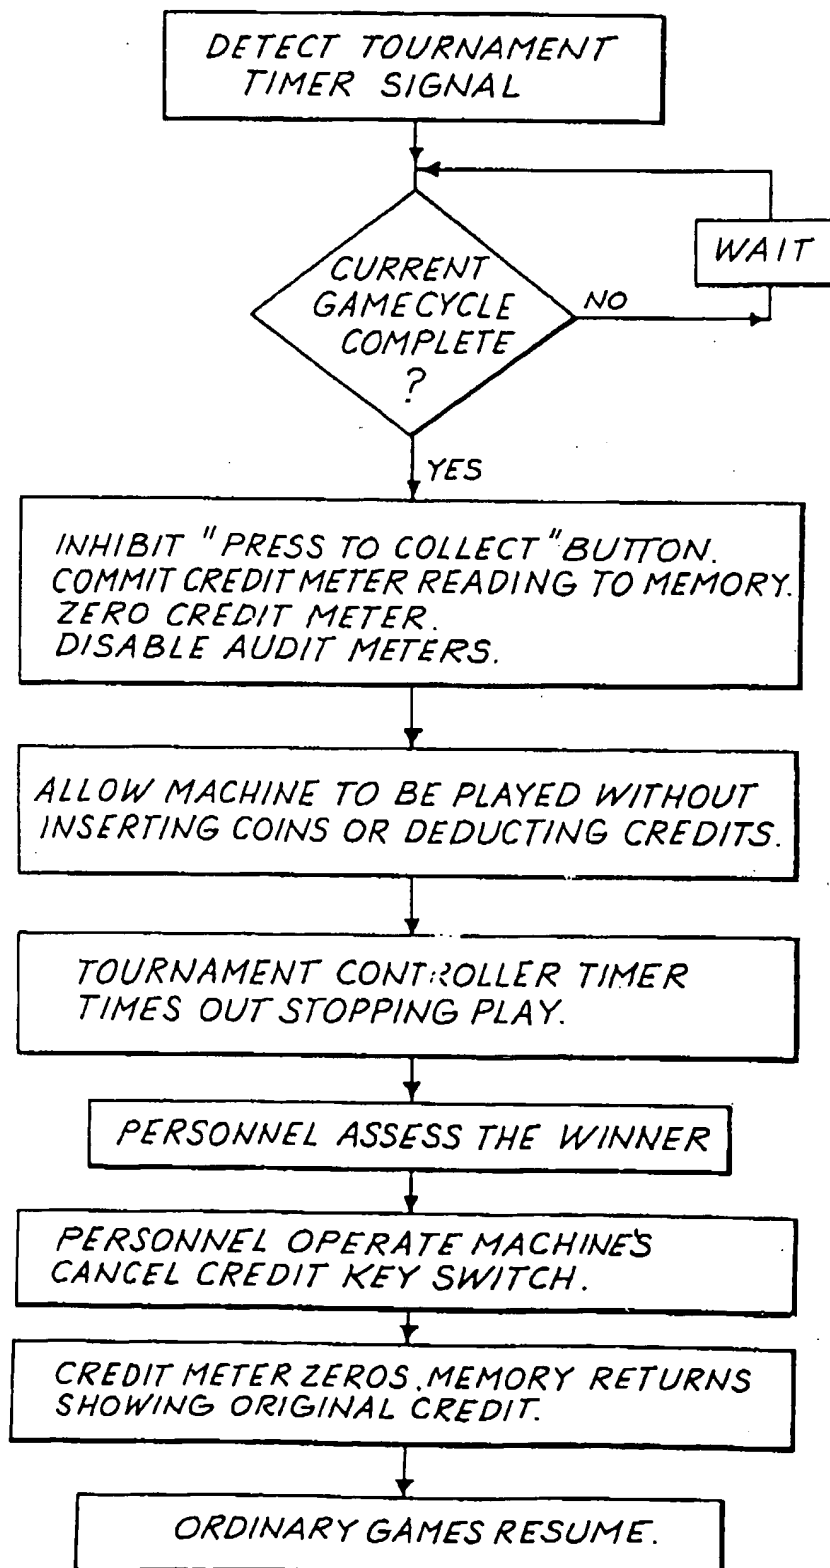 DETECT TOURNAMENT
TIMER SIGNAL
WAIT
CURRENT
GAME CYCLE
COMPLETE
?
NO
YES
INHIBIT "PRESS TO COLLECT" BUTTON.
COMMIT CREDIT METER READING TO MEMORY.
ZERO CREDIT METER.
DISABLE AUDIT METERS.
ALLOW MACHINE TO BE PLAYED WITHOUT
INSERTING COINS OR DEDUCTING CREDITS.
TOURNAMENT CONTROLLER TIMER
TIMES OUT STOPPING PLAY.
PERSONNEL ASSESS THE WINNER
PERSONNEL OPERATE MACHINE'S
CANCEL CREDIT KEY SWITCH.
CREDIT METER ZEROS. MEMORY RETURNS
SHOWING ORIGINAL CREDIT.
ORDINARY GAMES RESUME.